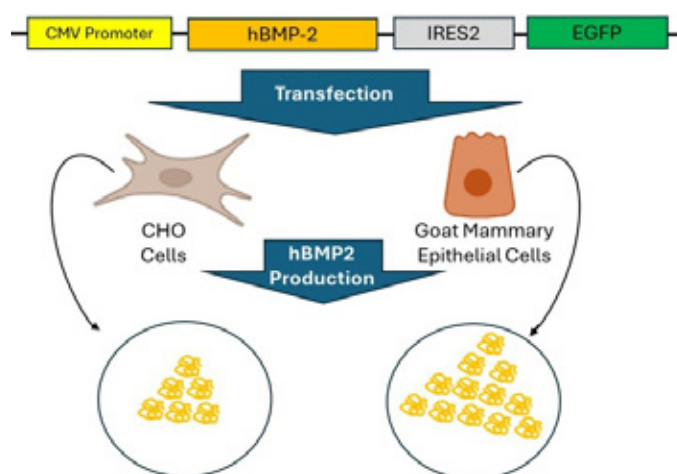 CMV Promoter
hBMP-2
IRES2
EGFP
Transfection
CHO
Cells
Goat Mammary
Epithelial Cells
hBMP2
Production